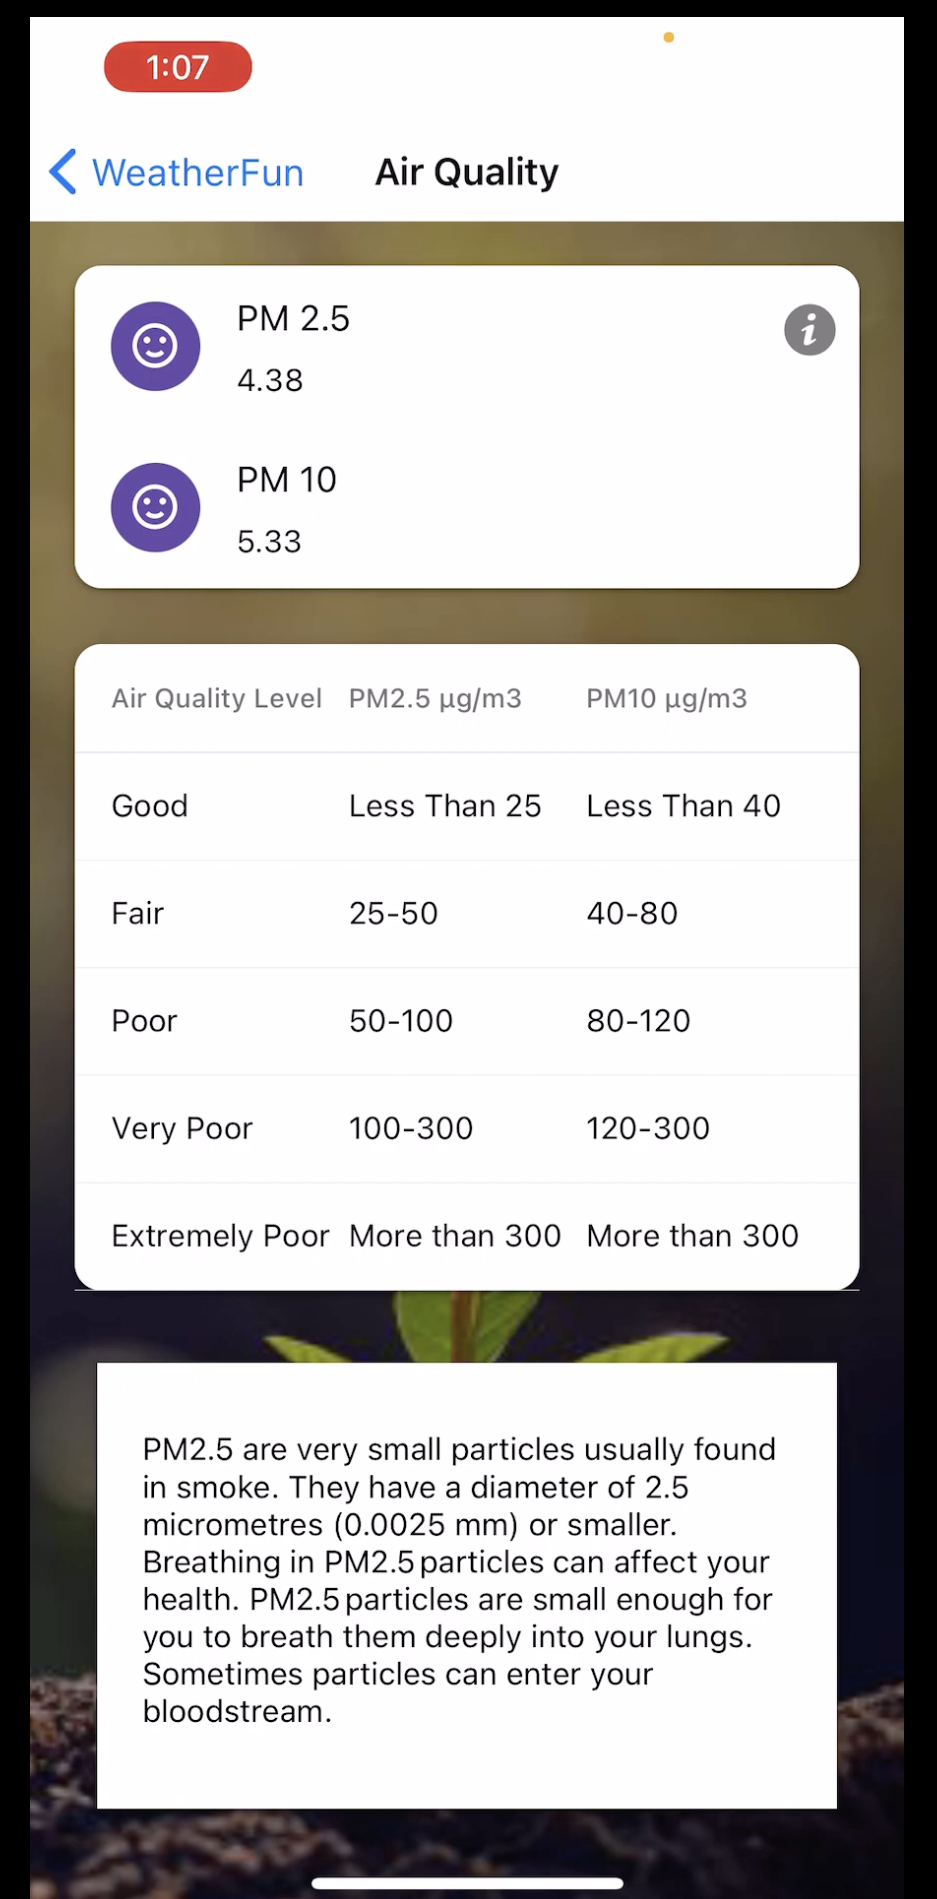 1:07
WeatherFun Air Quality
PM 2.5
4.38
PM 10
5.33
Air Quality Level PM2.5 µg/m3 PM10 µg/m3
Good Less Than 25 Less Than 40
Fair 25-50 40-80
Poor 50-100 80-120
Very Poor 100-300 120-300
Extremely Poor More than 300 More than 300
PM2.5 are very small particles usually found
in smoke. They have a diameter of 2.5
micrometres (0.0025 mm) or smaller.
Breathing in PM2.5 particles can affect your
health. PM2.5 particles are small enough for
you to breath them deeply into your lungs.
Sometimes particles can enter your
bloodstream.